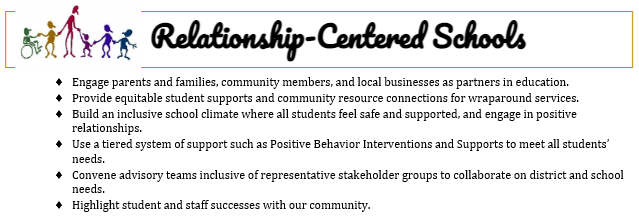 Relationship-Centered Schools
♦ Engage parents and families, community members, and local businesses as partners in education.
♦ Provide equitable student supports and community resource connections for wraparound services.
♦ Build an inclusive school climate where all students feel safe and supported, and engage in positive
relationships.
♦ Use a tiered system of support such as Positive Behavior Interventions and Supports to meet all students’
needs.
♦ Convene advisory teams inclusive of representative stakeholder groups to collaborate on district and school
needs.
♦ Highlight student and staff successes with our community.